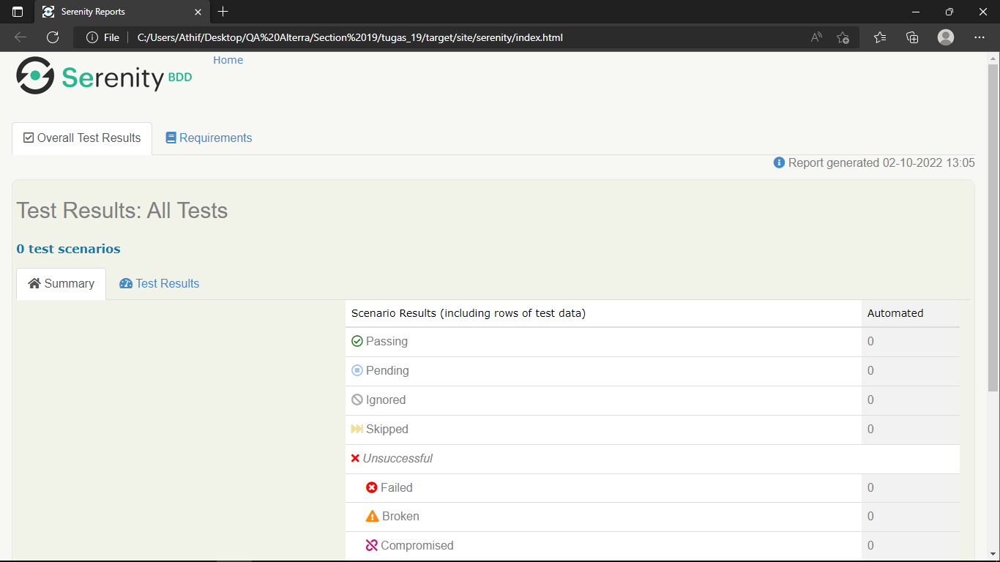 Serenity Reports
File
C:/Users/Athif/Desktop/QA%20Alterra/Section%2019/tugas_19/target/site/serenity/index.html
Serenity BDD
Home
Overall Test Results
Requirements
Report generated 02-10-2022 13:05
Test Results: All Tests
0 test scenarios
Summary
Test Results
Scenario Results (including rows of test data) Automated
Passing 0
Pending 0
Ignored 0
Skipped 0
Unsuccessful
Failed 0
Broken 0
Compromised 0